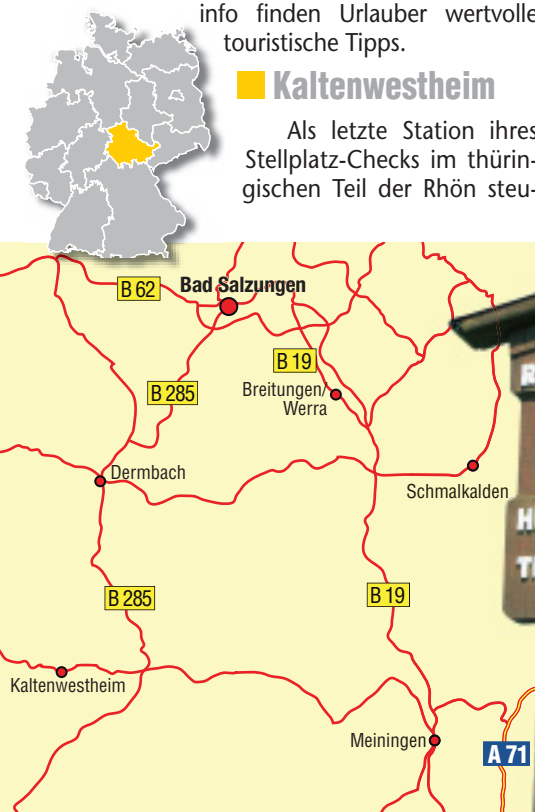 info finden Urlauber wertvolle
touristische Tipps.
Kaltenwestheim
Als letzte Station ihres
Stellplatz-Checks im thürin-
gischen Teil der Rhön steu-
B 62
Bad Salzungen
B 19
B 285
Breitungen/
Werra
Dermbach
Schmalkalden
B 285
B 19
Kaltenwestheim
Meiningen
A 71